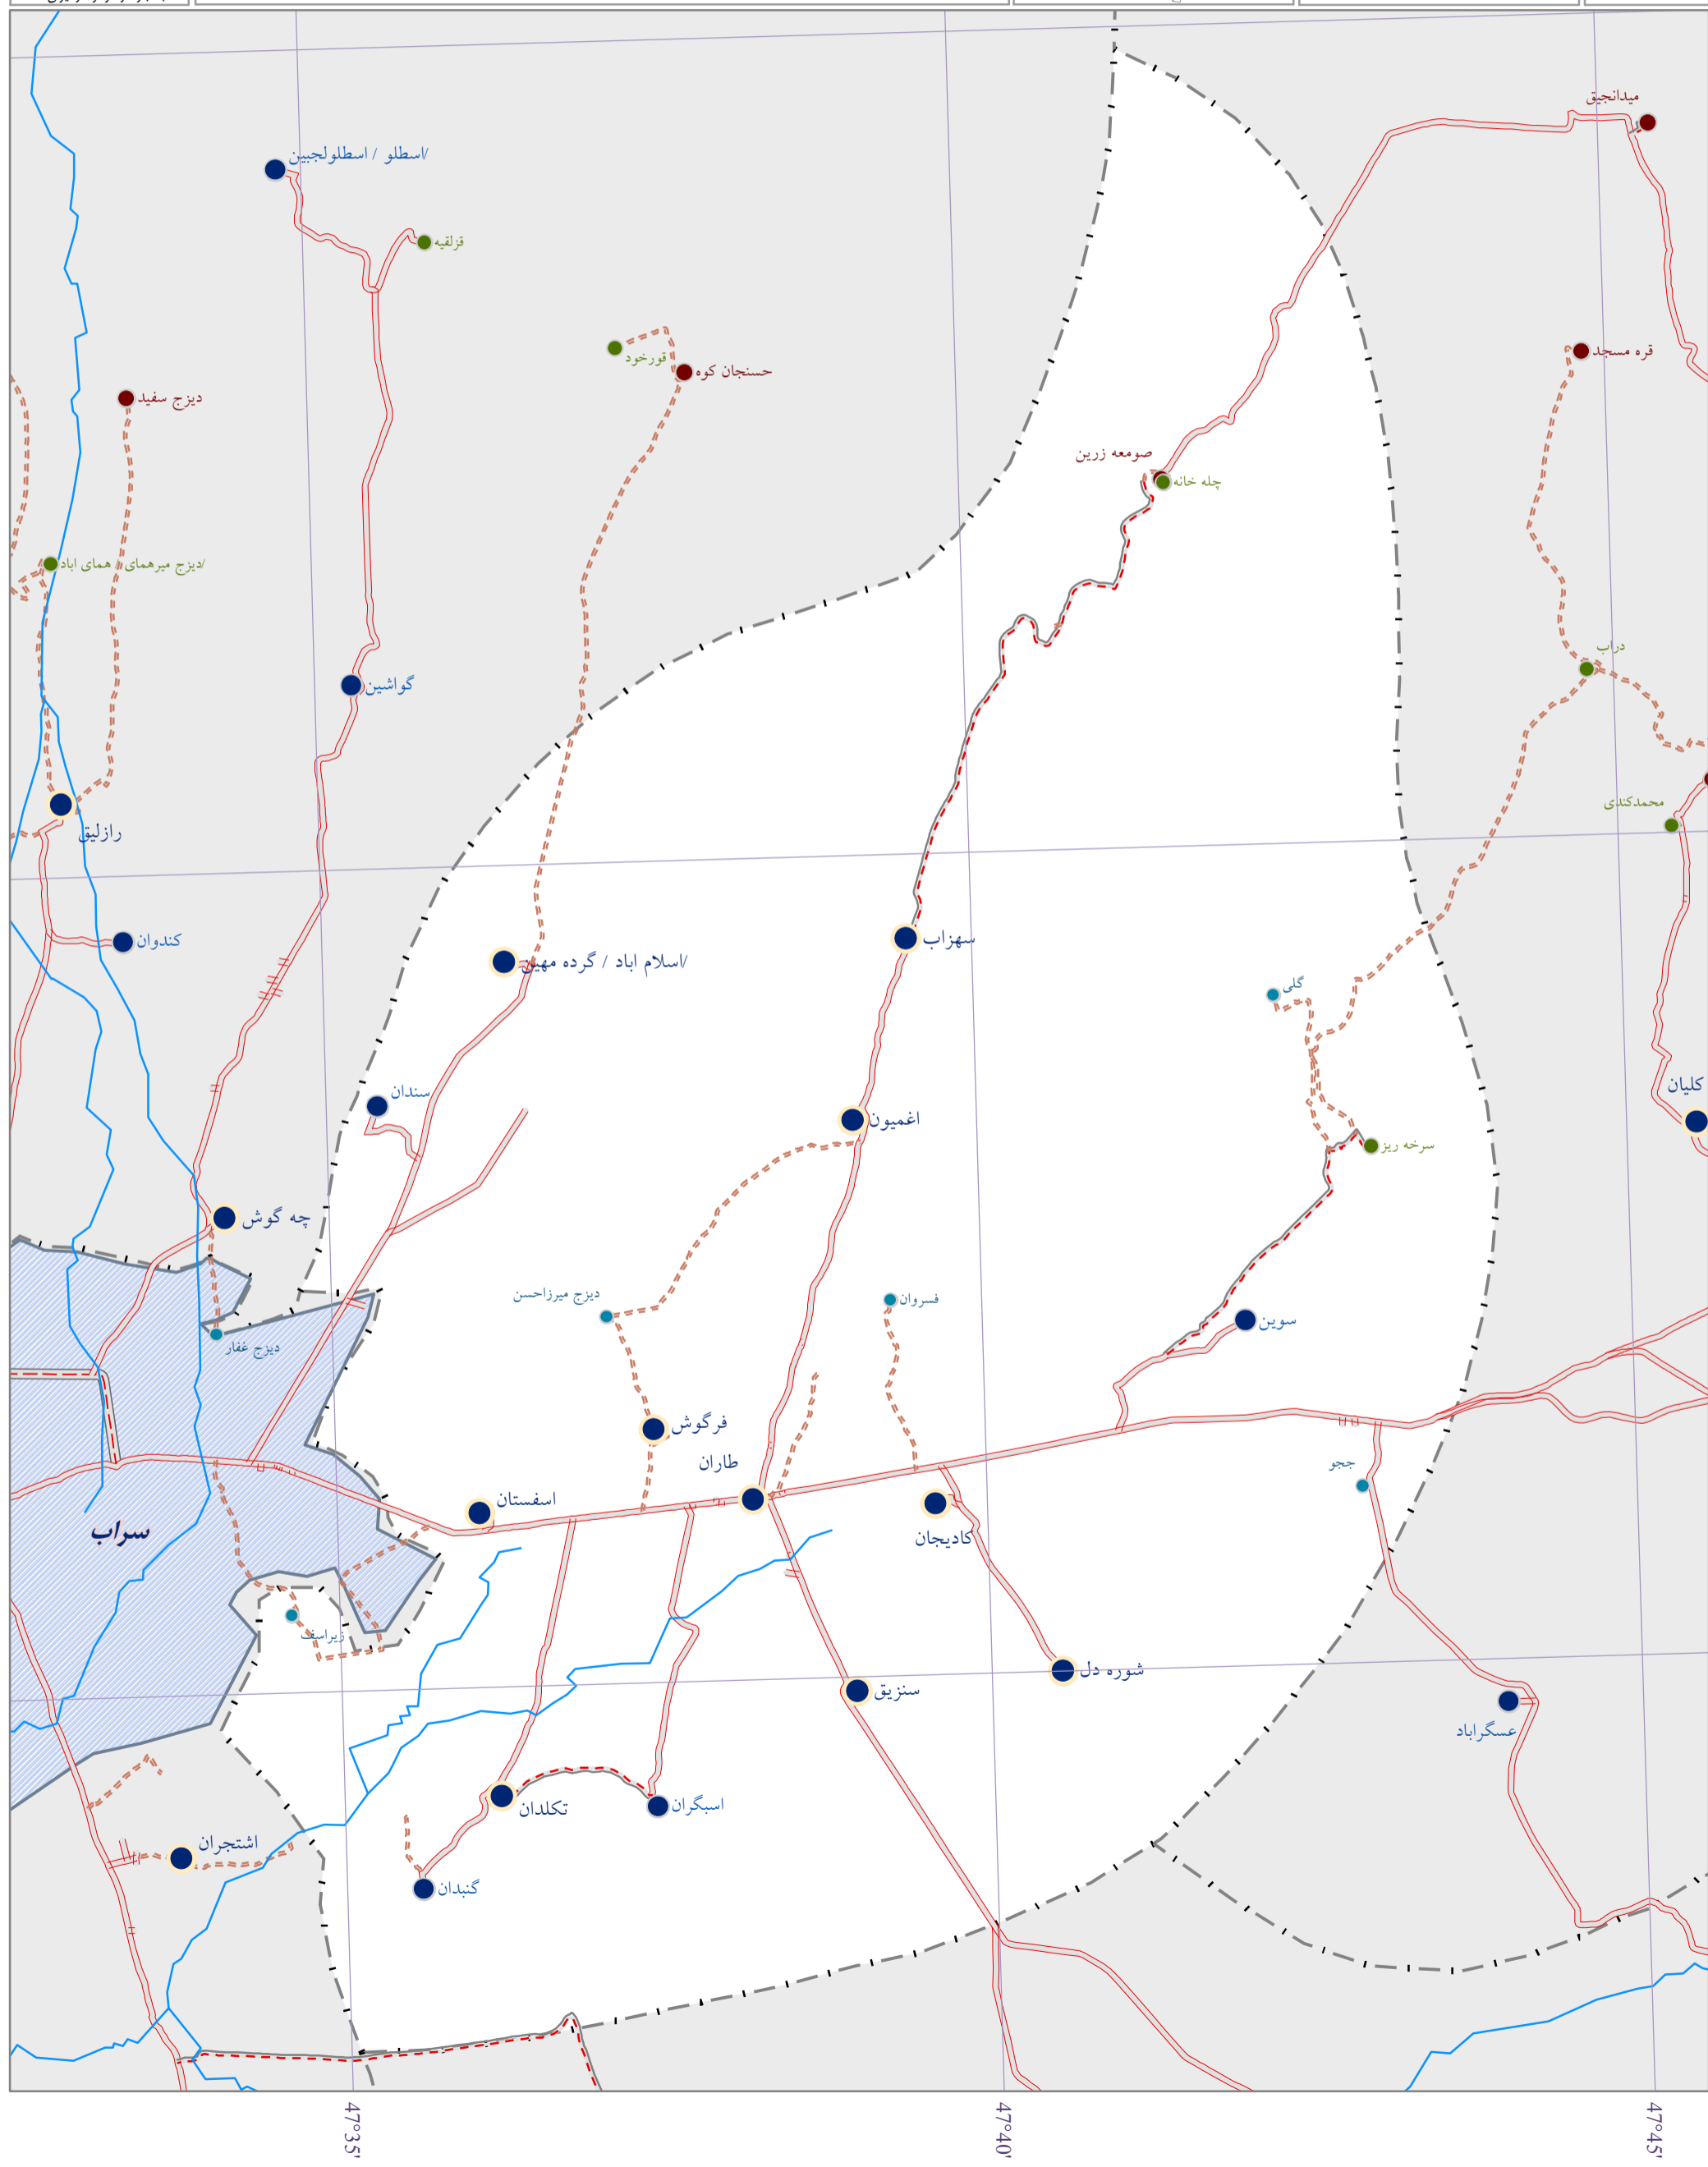 میدانجیق
اسطلو / اسطلولجبین/
قزلقیه
قورخود
حسنجان کوه
قره مسجد
دیزج سفید
صومعه زرین
چله خانه
دیزج میرهمای / همای اباد/
دراب
گواشین
محمدکندی
رازلیق
کندوان
سهزاب
اسلام اباد / گرده مهین/
گلی
سندان
کلیان
اغمیون
سرخه ریز
چه گوش
دیزج میرزاحسن
فسروان
سوین
دیزج غفار
فرگوش
طاران
ججو
اسفستان
کادیجان
سراب
زیراسف
شوره دل
سنزیق
عسگراباد
تکلدان
اسبگران
اشتجران
گنبدان
47°35'
47°40'
47°45'